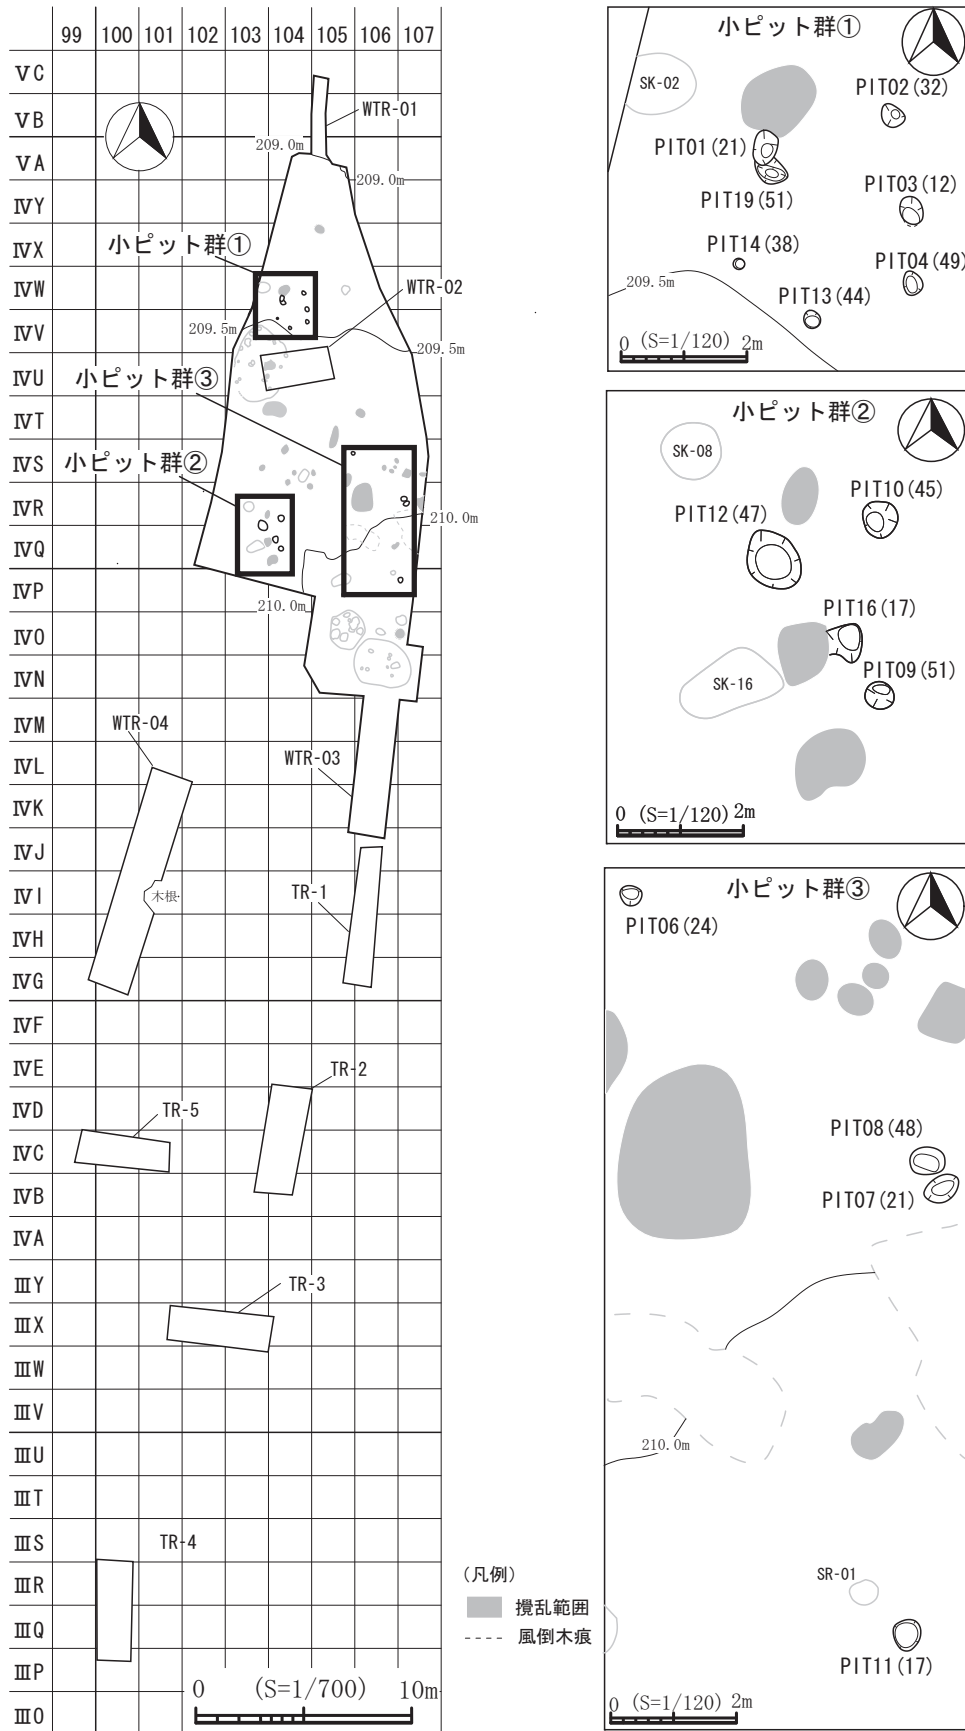 99 100 101 102 103 104 105 106 107
ⅤC
ⅤB
ⅤA
ⅣY
ⅣX
ⅣW
ⅣV
ⅣU
ⅣT
ⅣS
ⅣR
ⅣQ
ⅣP
ⅣO
ⅣN
ⅣM
ⅣL
ⅣK
ⅣJ
ⅣI
ⅣH
ⅣG
ⅣF
ⅣE
ⅣD
ⅣC
ⅣB
ⅣA
ⅢY
ⅢX
ⅢW
ⅢV
ⅢU
ⅢT
ⅢS
ⅢR
ⅢQ
ⅢP
ⅢO
WTR-01
209.0m
209.0m
小ピット群①
WTR-02
209.5m
209.5m
小ピット群③
小ピット群②
210.0m
210.0m
WTR-04
WTR-03
木根
TR-1
TR-2
TR-5
TR-3
TR-4
0 (S=1/700) 10m
(凡例)
攪乱範囲
風倒木痕
小ピット群①
SK-02
PIT02(32)
PIT01(21)
PIT03(12)
PIT19(51)
PIT14(38)
PIT04(49)
209.5m
PIT13(44)
0 (S=1/120) 2m
小ピット群②
SK-08
PIT10(45)
PIT12(47)
PIT16(17)
SK-16
PIT09(51)
0 (S=1/120) 2m
小ピット群③
PIT06(24)
PIT08(48)
PIT07(21)
210.0m
SR-01
PIT11(17)
0 (S=1/120) 2m